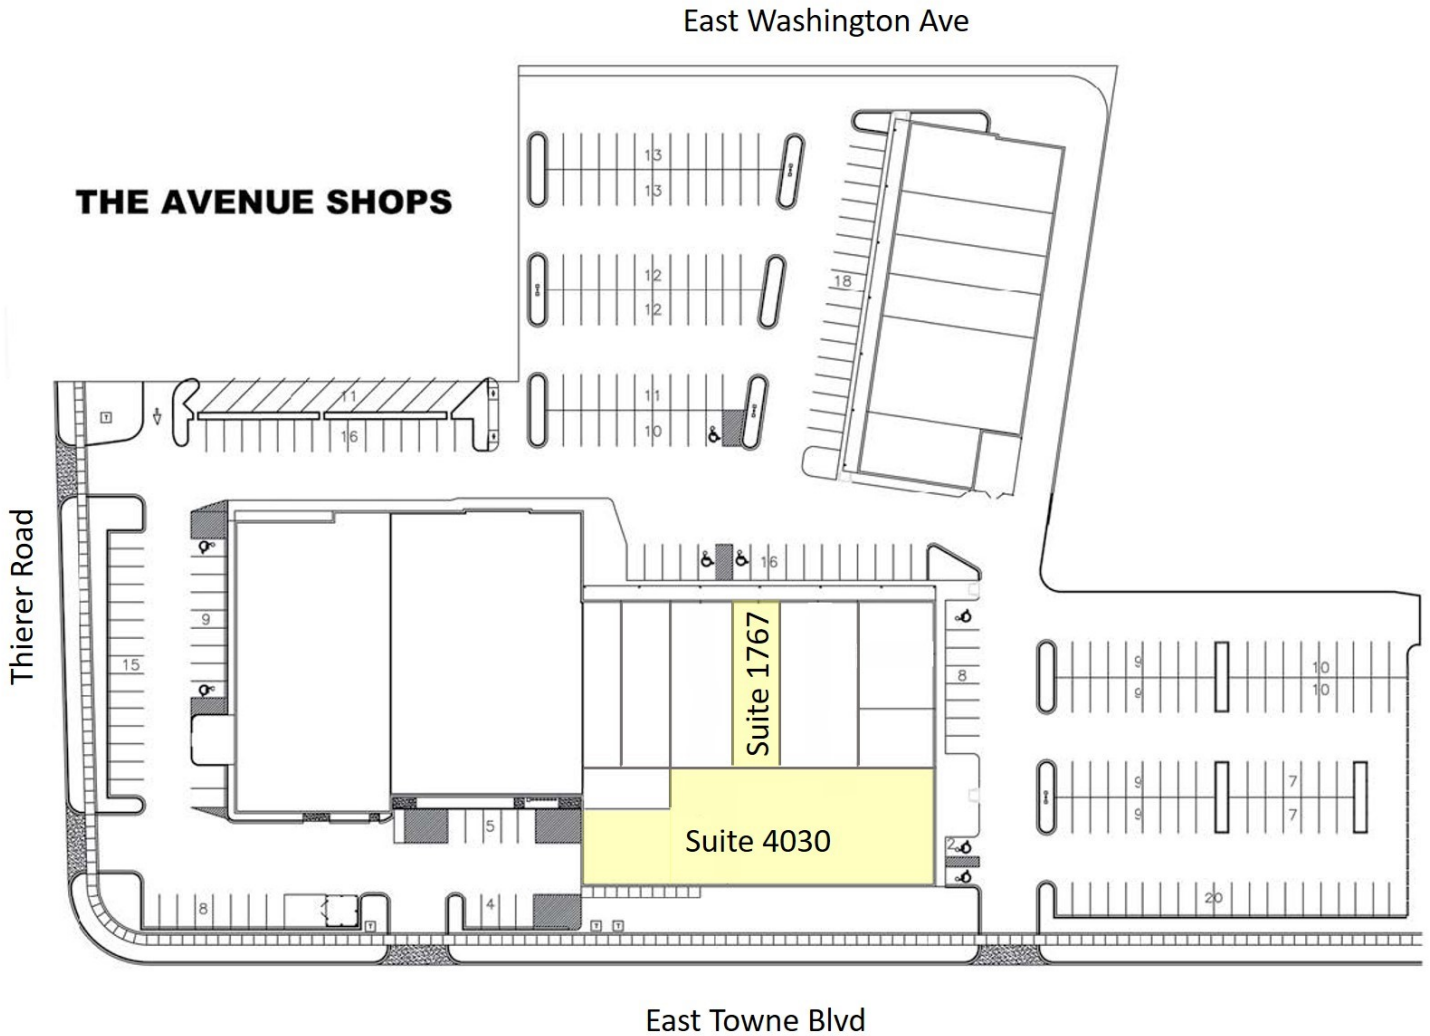 East Washington Ave
THE AVENUE SHOPS
13
13
12
12
18
11
10
11
16
Thierer Road
16
9
15
8
Suite 1767
9
9
10
10
9
9
7
7
5
Suite 4030
2
8
4
20
T
T
T
T
East Towne Blvd